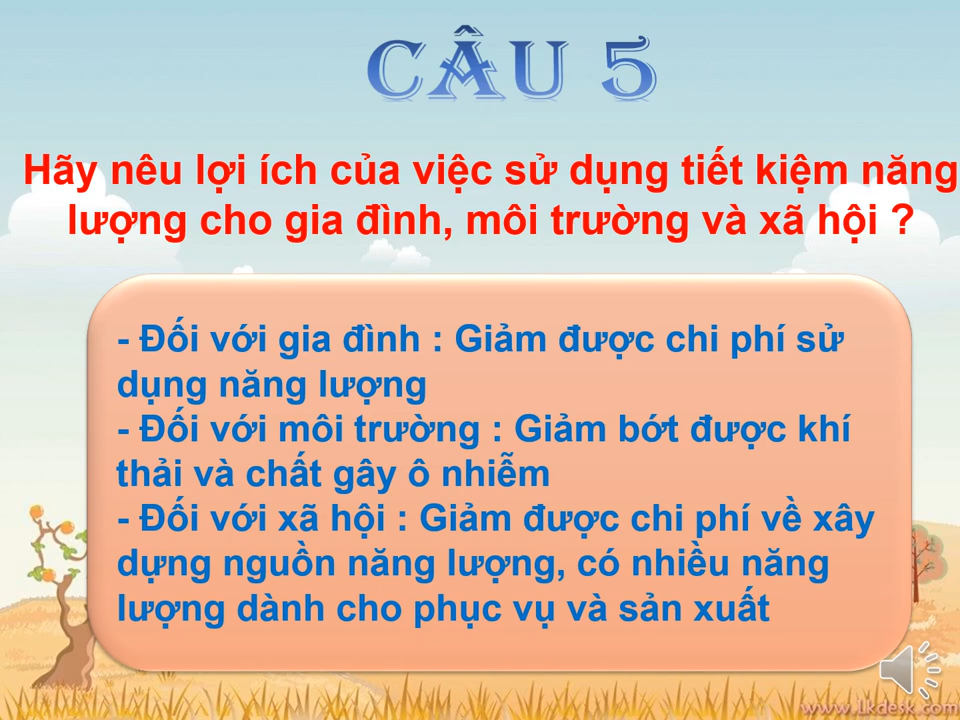 CÂU 5
Hãy nêu lợi ích của việc sử dụng tiết kiệm năng
lượng cho gia đình, môi trường và xã hội ?
- Đối với gia đình : Giảm được chi phí sử
dụng năng lượng
- Đối với môi trường : Giảm bớt được khí
thải và chất gây ô nhiễm
- Đối với xã hội : Giảm được chi phí về xây
dựng nguồn năng lượng, có nhiều năng
lượng dành cho phục vụ và sản xuất
www.1kdesk.com